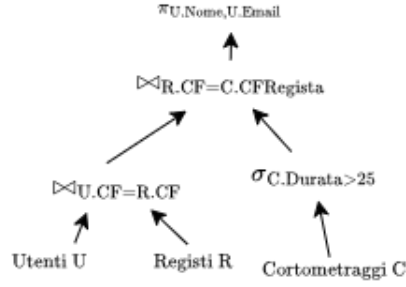 πU.Nome,U.Email
⋈R.CF=C.CFRegista
⋈U.CF=R.CF
σC.Durata>25
Utenti U
Registi R
Cortometraggi C